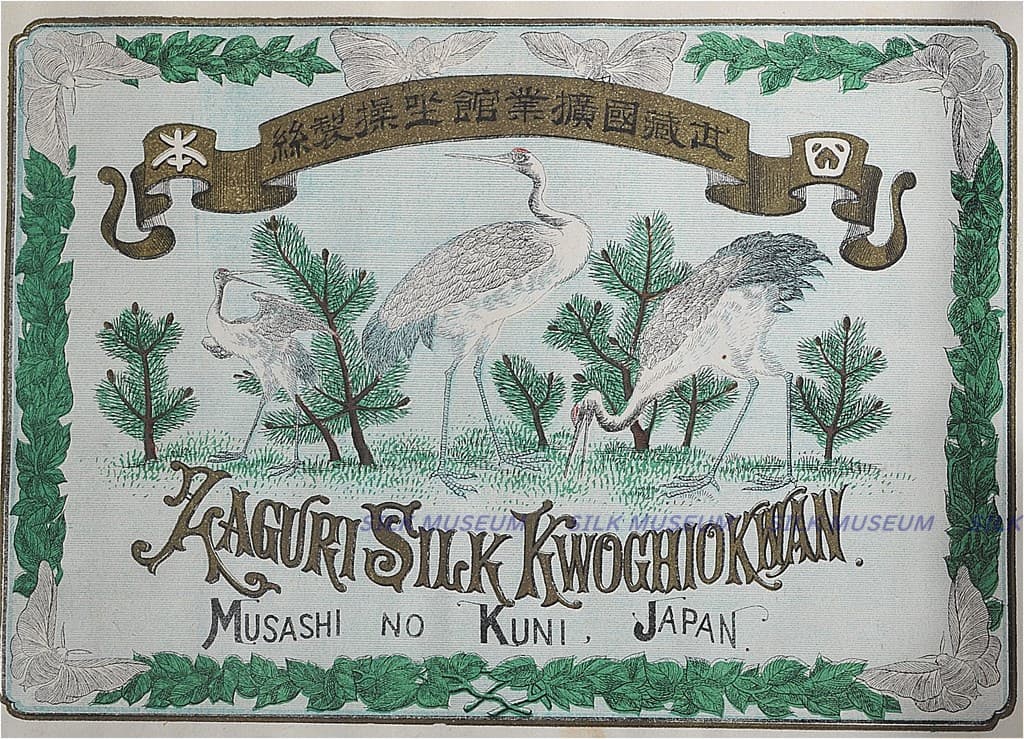 武藏國擴業館坐操製絲
本
ZAGURI SILK KWOGHIOKWAN.
MUSASHI NO KUNI, JAPAN.
SILK MUSEUM SILK MUSEUM SILK MUSEUM SILK